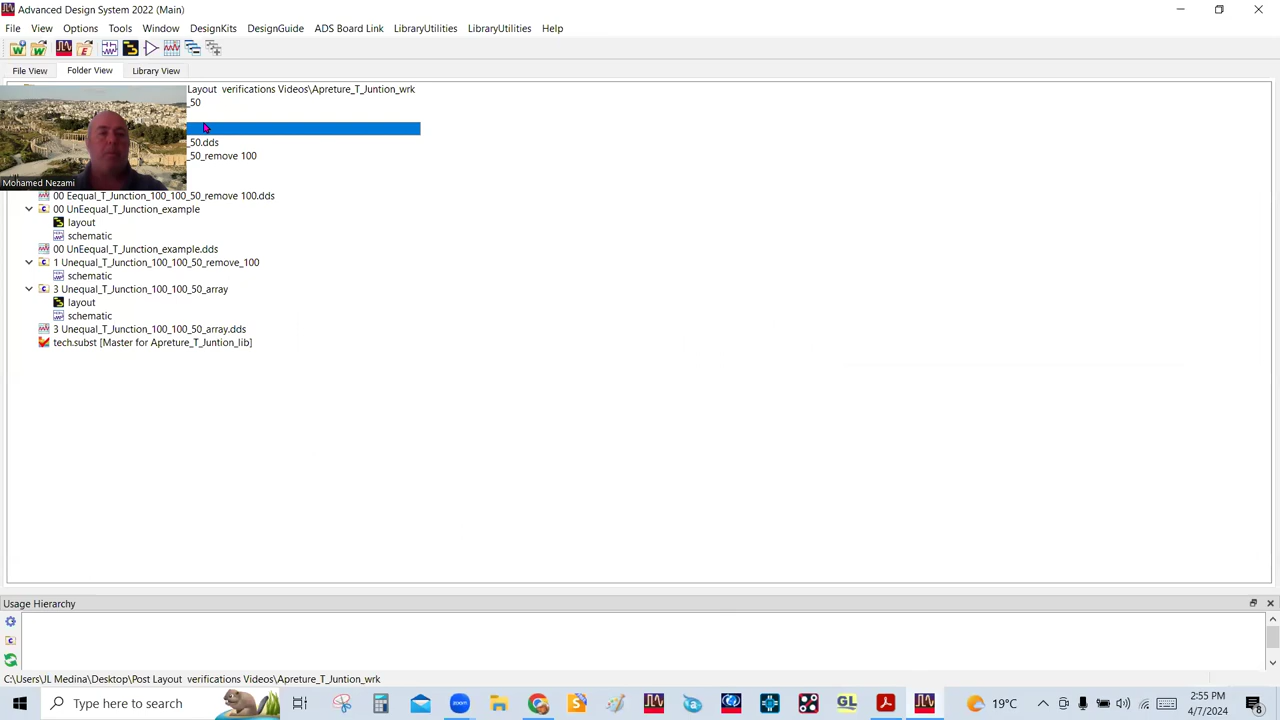 Advanced Design System 2022 (Main)
File View Options Tools Window DesignKits DesignGuide ADS Board Link LibraryUtilities LibraryUtilities Help
File View Folder View Library View
Layout verifications Videos\Apreture_T_Juntion_wrk
_50
_50.dds
_50_remove 100
Mohamed Nezami
00 Eequal_T_Junction_100_100_50_remove 100.dds
00 UnEequal_T_Junction_example
layout
schematic
00 UnEequal_T_Junction_example.dds
1 Unequal_T_Junction_100_100_50_remove_100
schematic
3 Unequal_T_Junction_100_100_50_array
layout
schematic
3 Unequal_T_Junction_100_100_50_array.dds
tech.subst [Master for Apreture_T_Juntion_lib]
Usage Hierarchy
C:\Users\JL Medina\Desktop\Post Layout verifications Videos\Apreture_T_Juntion_wrk
Type here to search
19°C
2:55 PM
4/7/2024
8